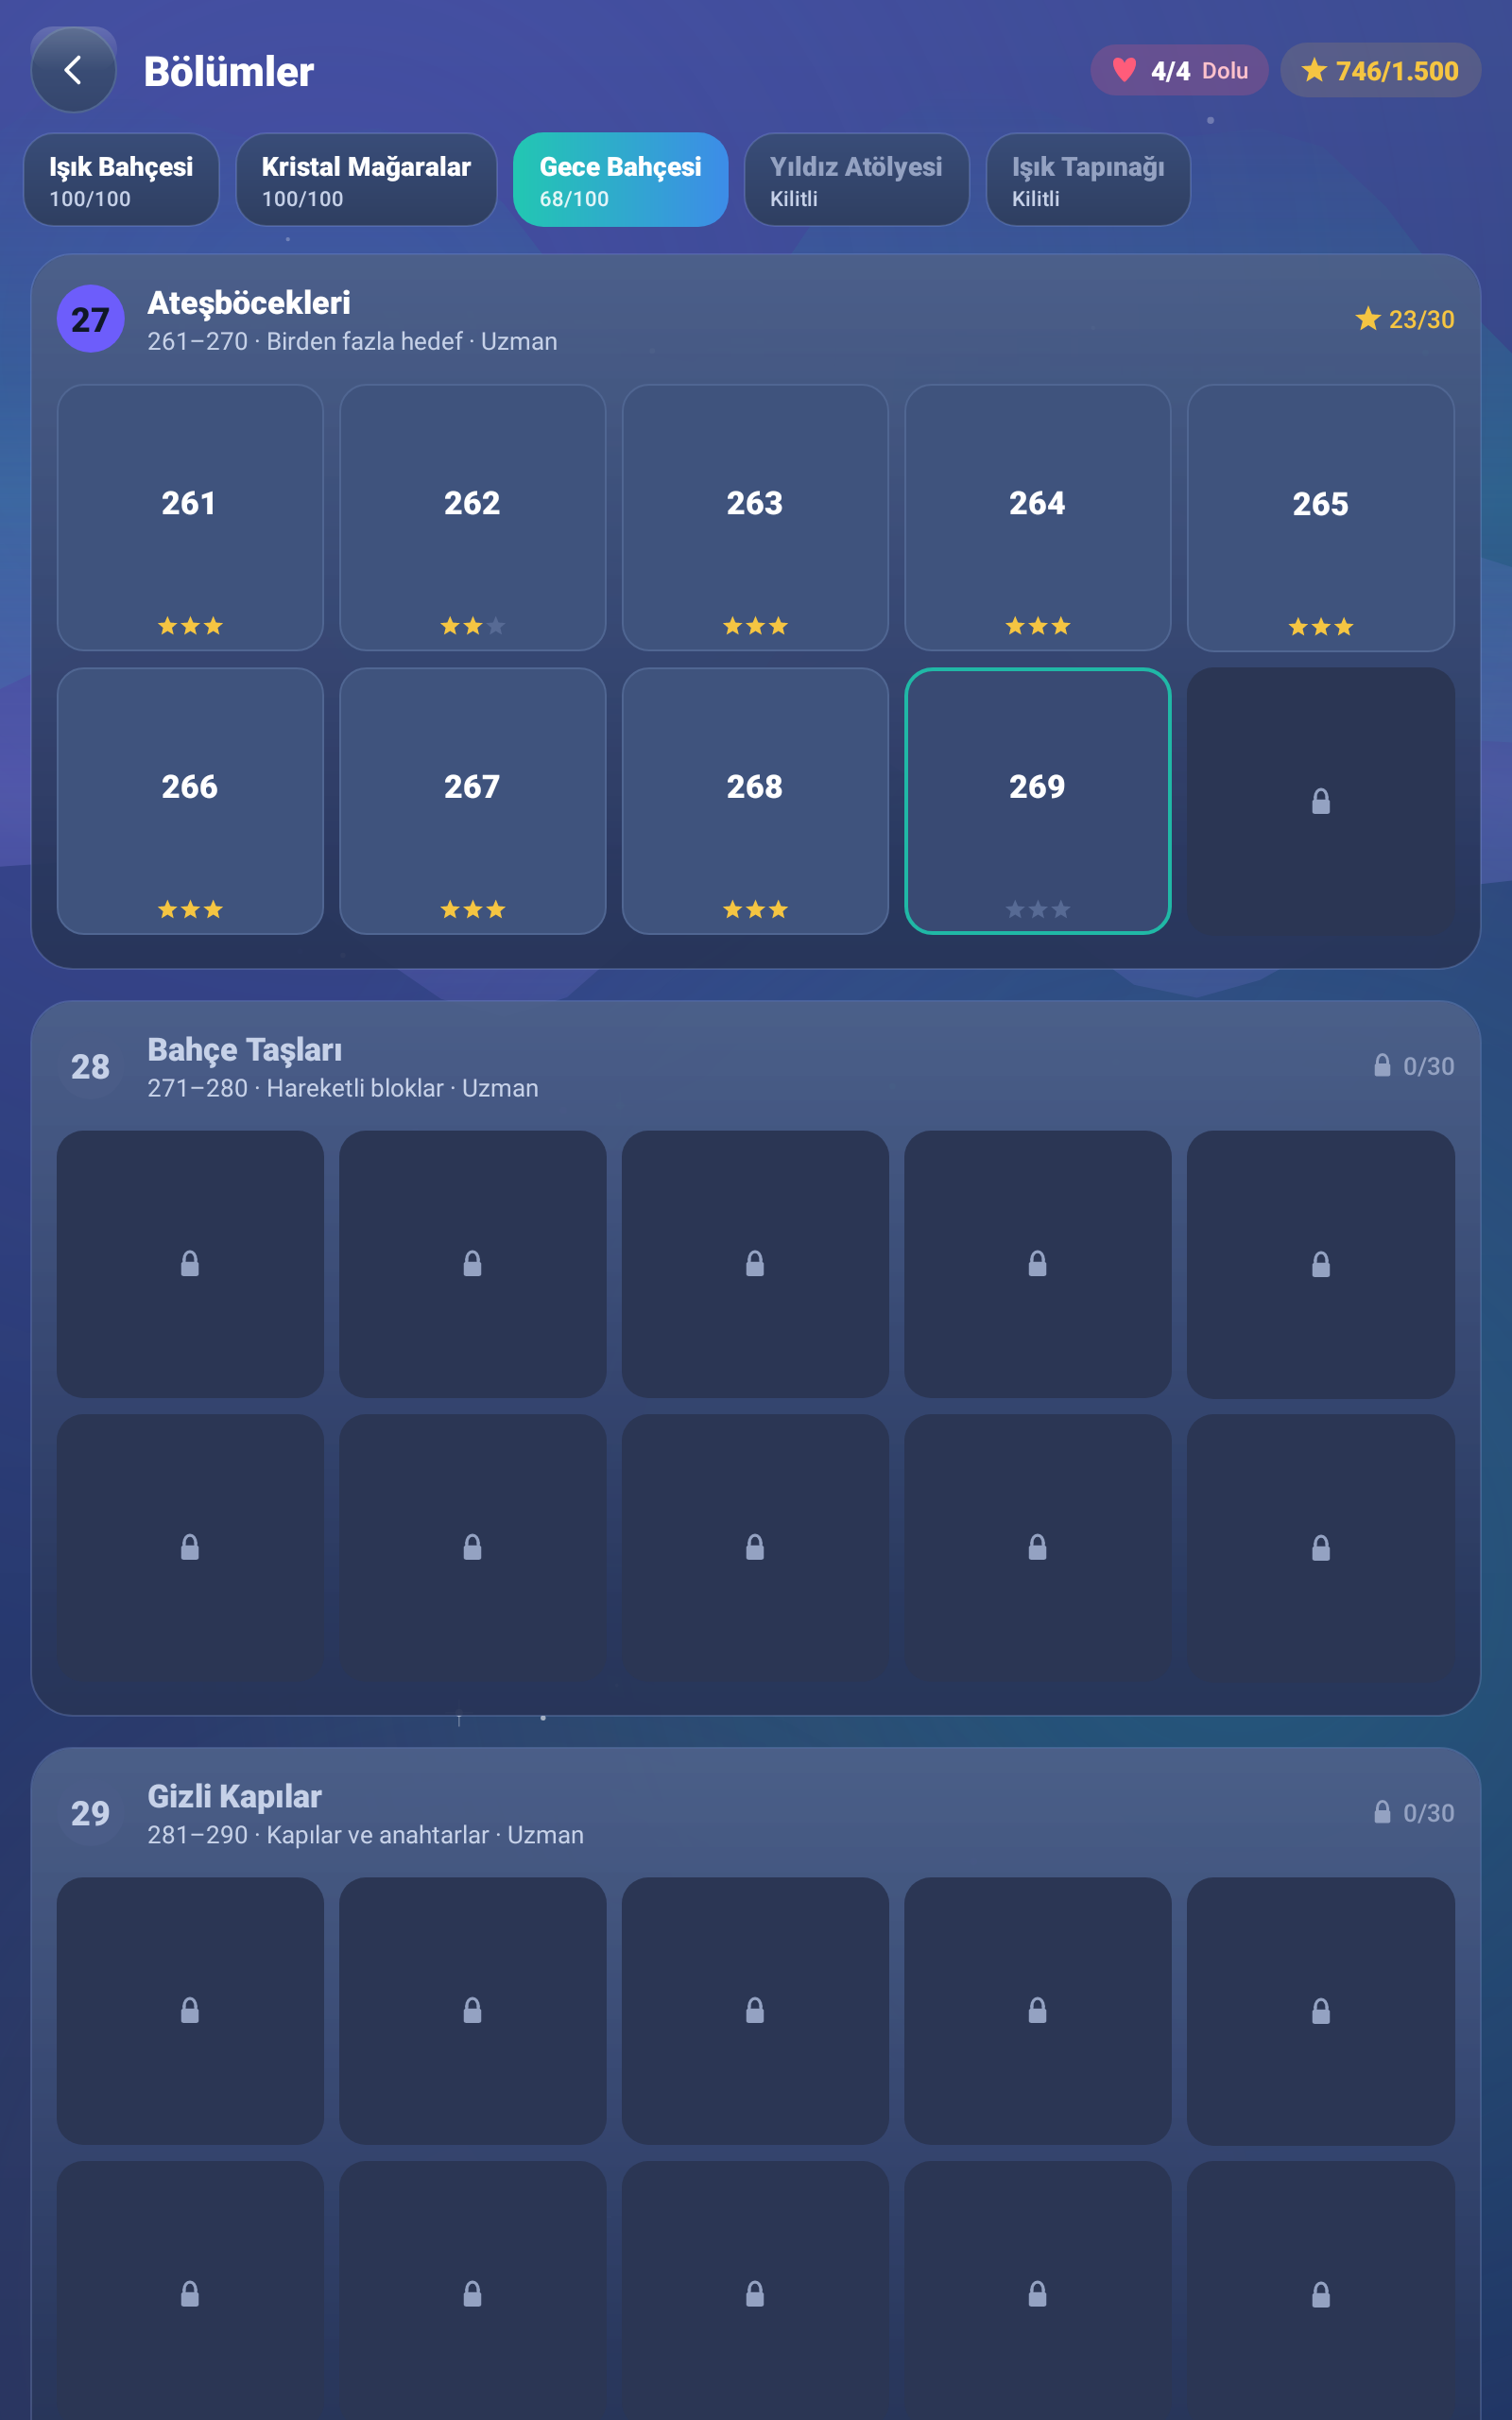 Bölümler
4/4 Dolu
746/1.500
Işık Bahçesi
100/100
Kristal Mağaralar
100/100
Gece Bahçesi
68/100
Yıldız Atölyesi
Kilitli
Işık Tapınağı
Kilitli
27
Ateşböcekleri
261–270 · Birden fazla hedef · Uzman
23/30
261
262
263
264
265
266
267
268
269
28
Bahçe Taşları
271–280 · Hareketli bloklar · Uzman
0/30
29
Gizli Kapılar
281–290 · Kapılar ve anahtarlar · Uzman
0/30